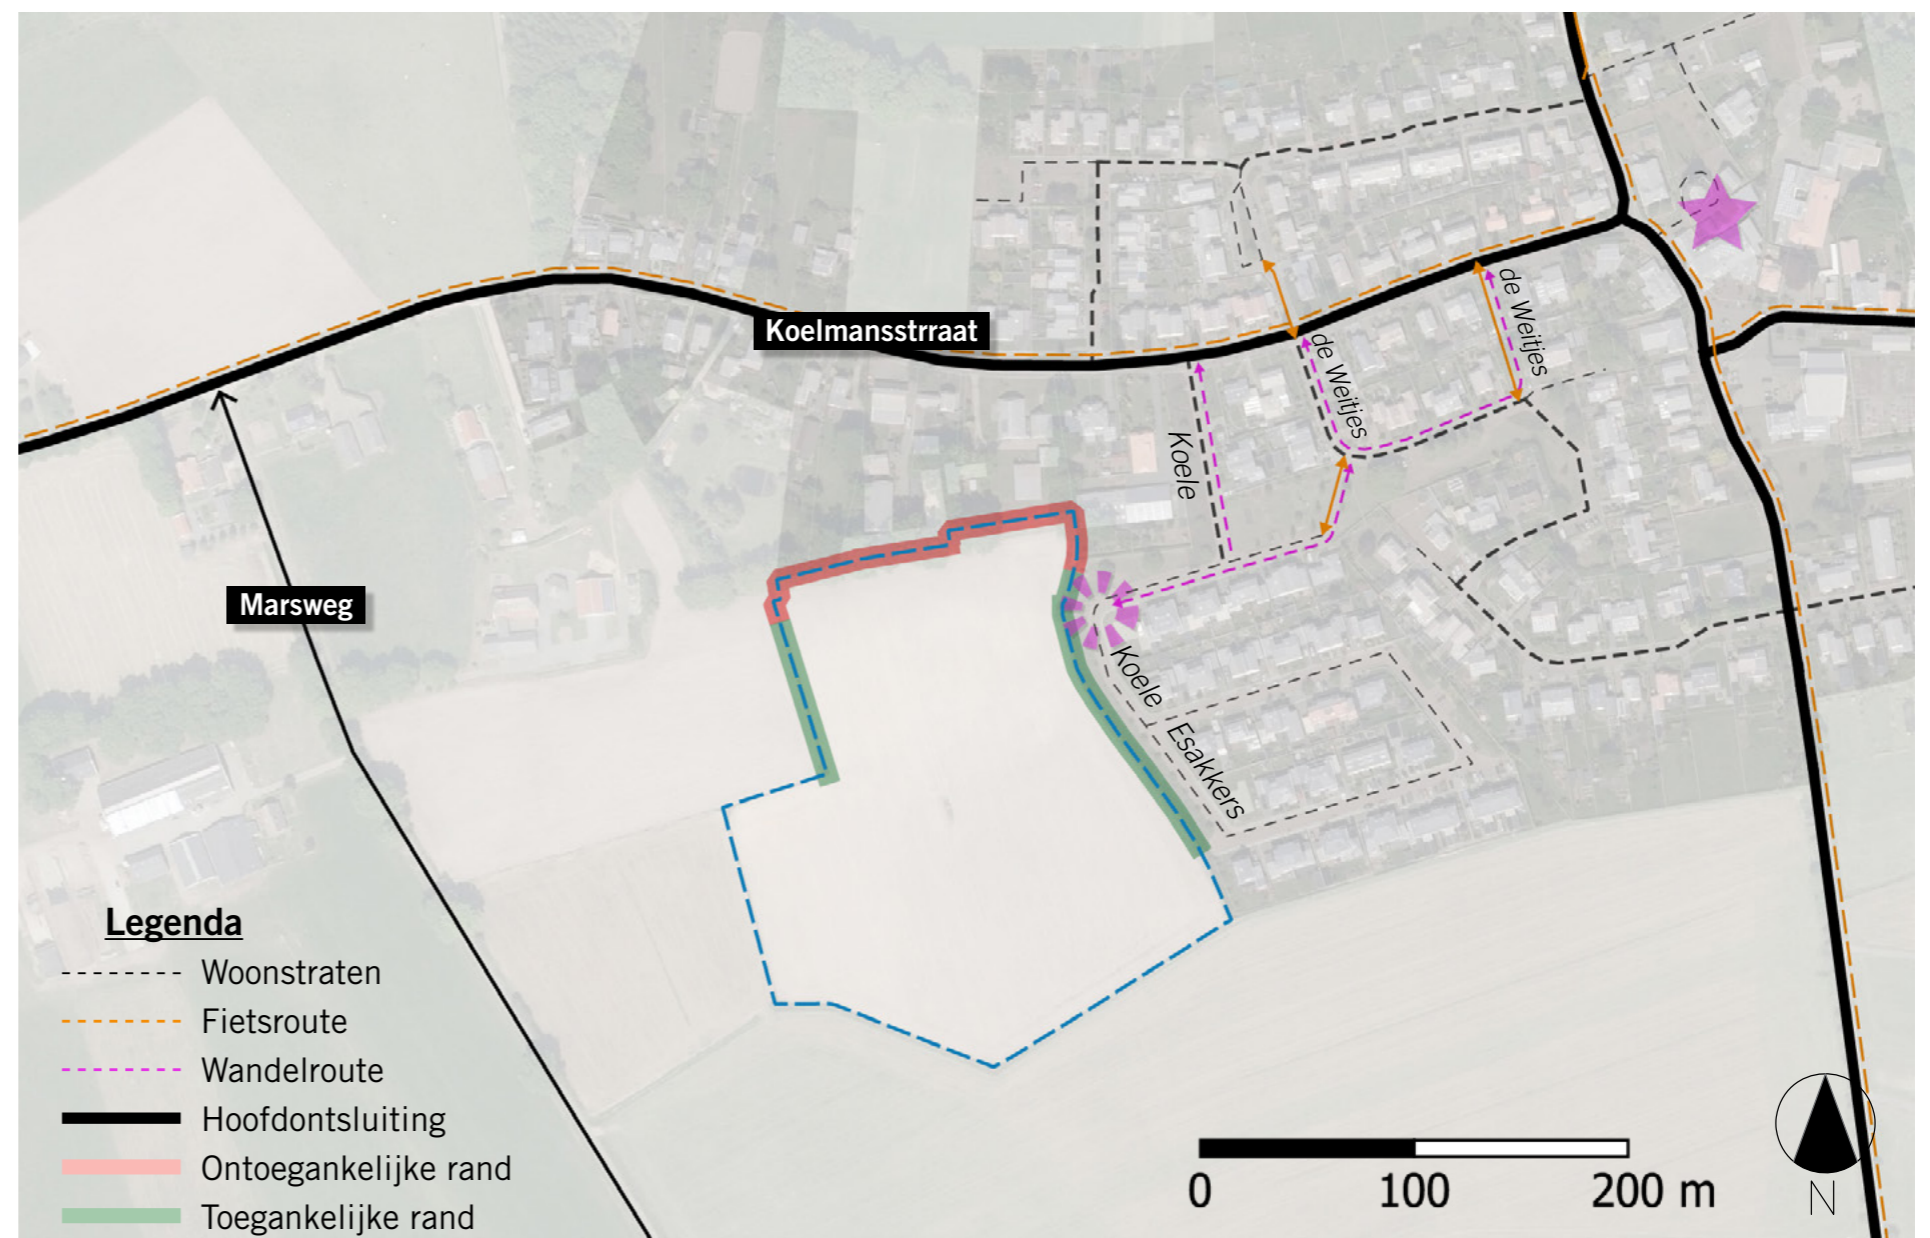 de Weitjes
Koelmansstrraat
de Weitjes
Koele
Marsweg
Koele
Esakkers
Legenda
Woonstraten
Fietsroute
Wandelroute
Hoofdontsluiting
Ontoegankelijke rand
Toegankelijke rand
0 100 200 m
N